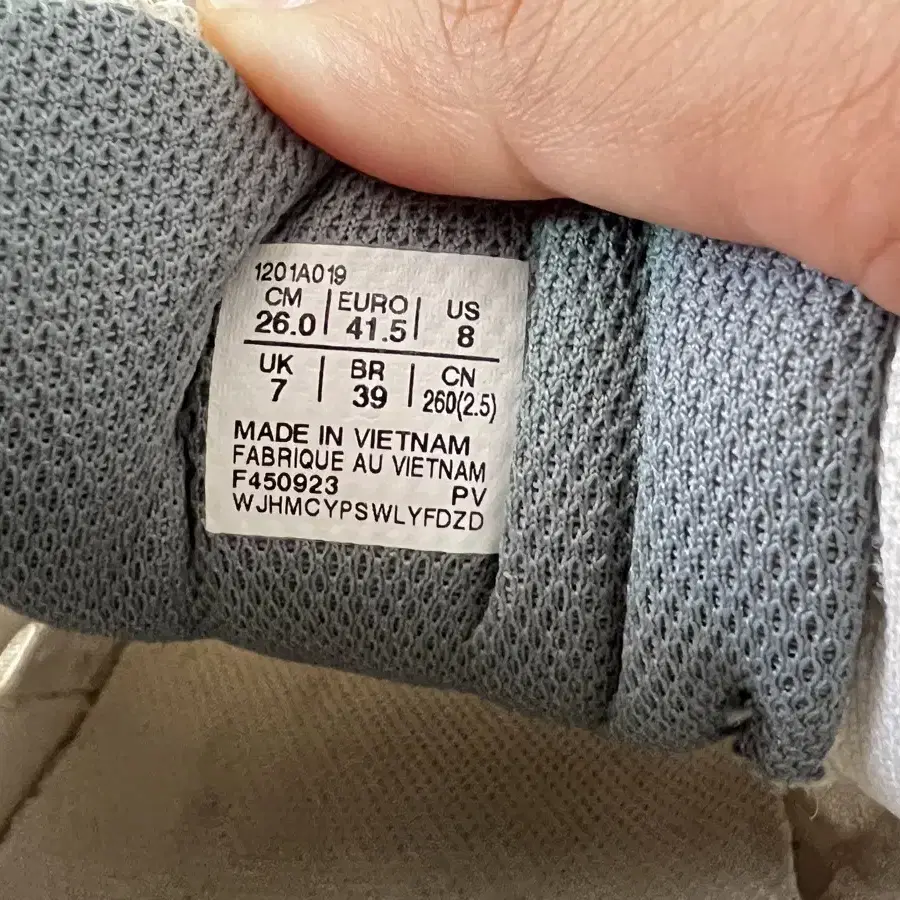 1201A019
CM | EURO | US
26.0 | 41.5 | 8
UK | BR | CN
7 | 39 | 260(2.5)
MADE IN VIETNAM
FABRIQUE AU VIETNAM
F450923 PV
WJHMCYPSWLYFDZD